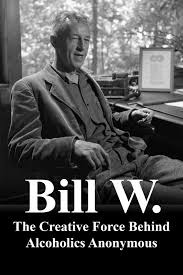 Bill W.
The Creative Force Behind
Alcoholics Anonymous